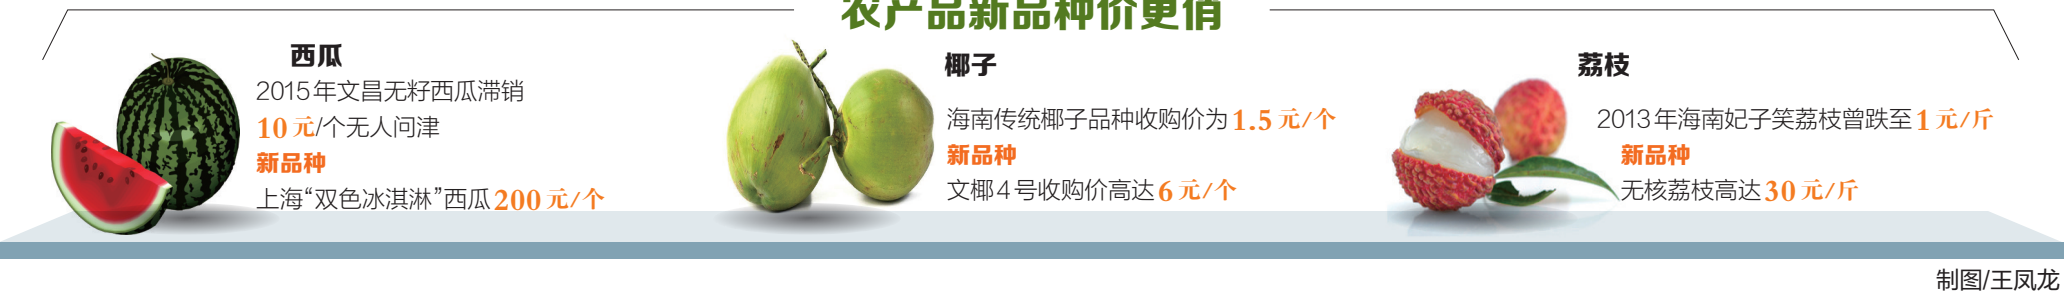 农产品新品种价更俏
西瓜
2015年文昌无籽西瓜滞销
10元/个无人问津
新品种
上海“双色冰淇淋”西瓜200元/个
椰子
海南传统椰子品种收购价为1.5元/个
新品种
文椰4号收购价高达6元/个
荔枝
2013年海南妃子笑荔枝曾跌至1元/斤
新品种
无核荔枝高达30元/斤
制图/王凤龙